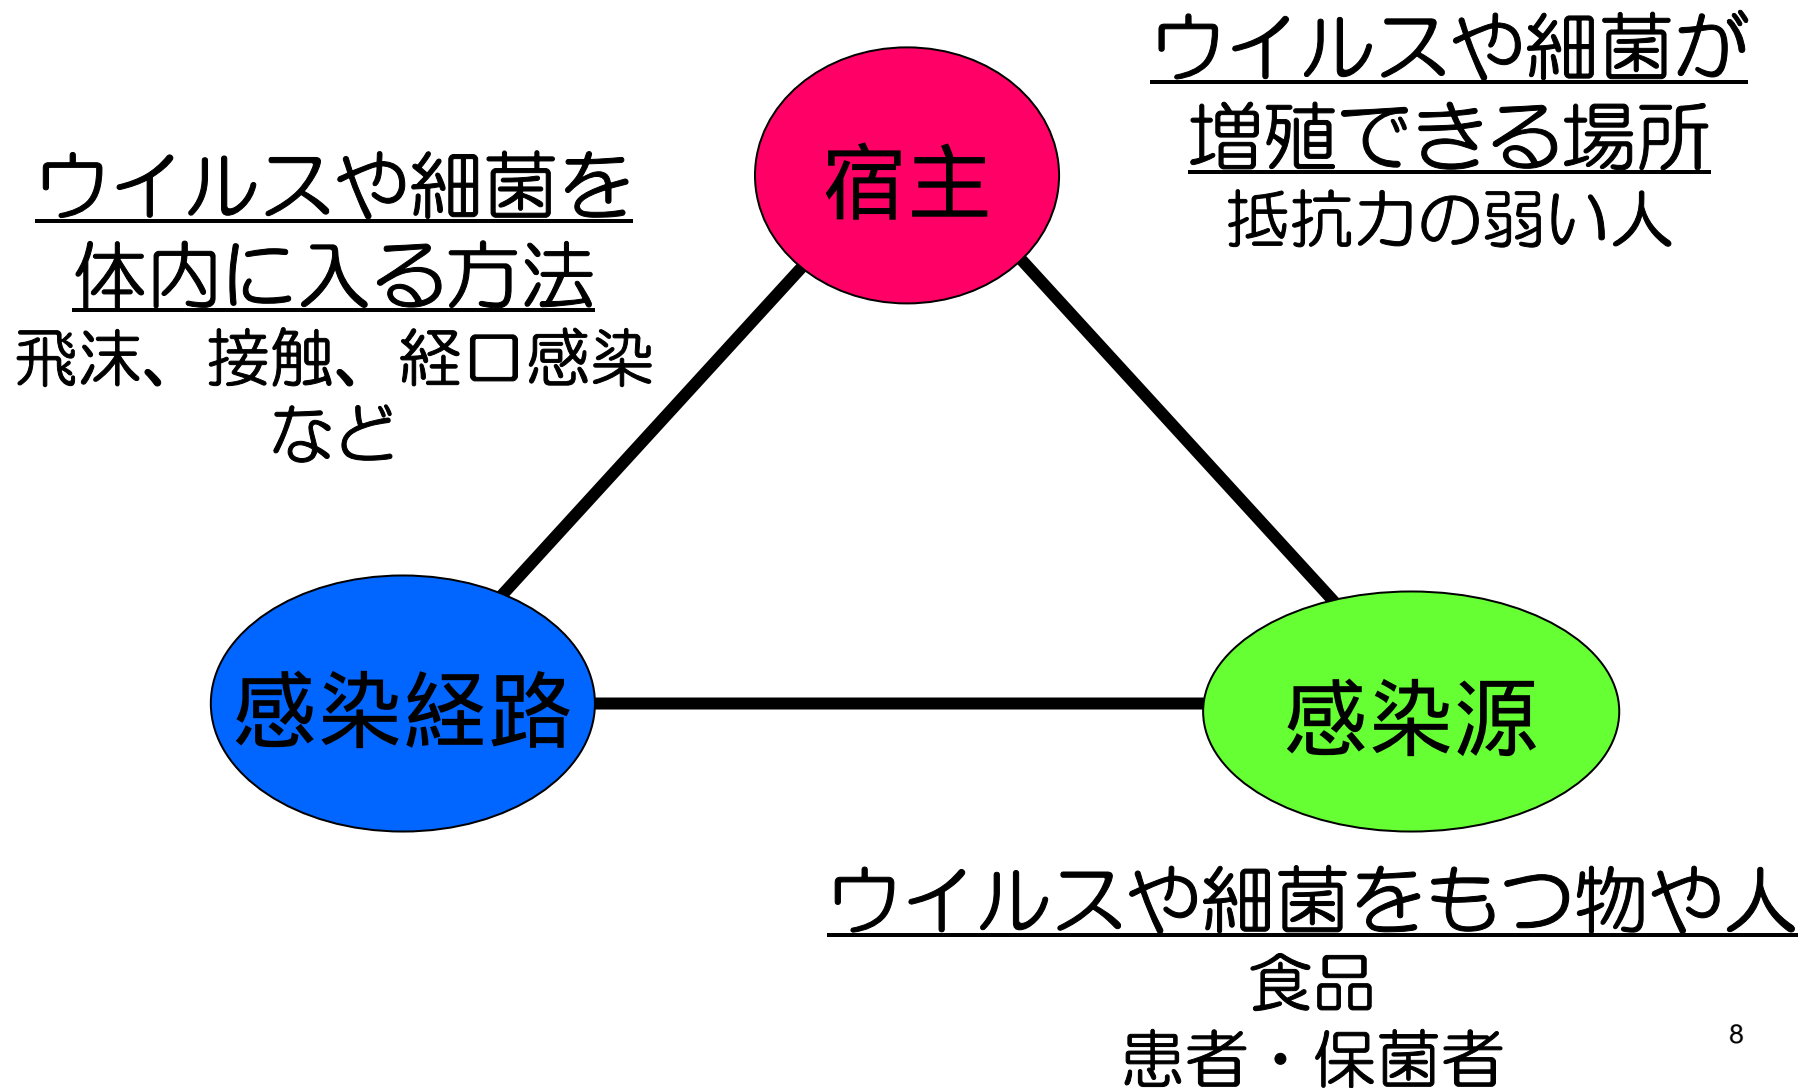 ウイルスや細菌が
増殖できる場所
抵抗力の弱い人
宿主
ウイルスや細菌を
体内に入る方法
飛沫、接触、経口感染
など
感染経路
感染源
ウイルスや細菌をもつ物や人
食品
患者・保菌者
8